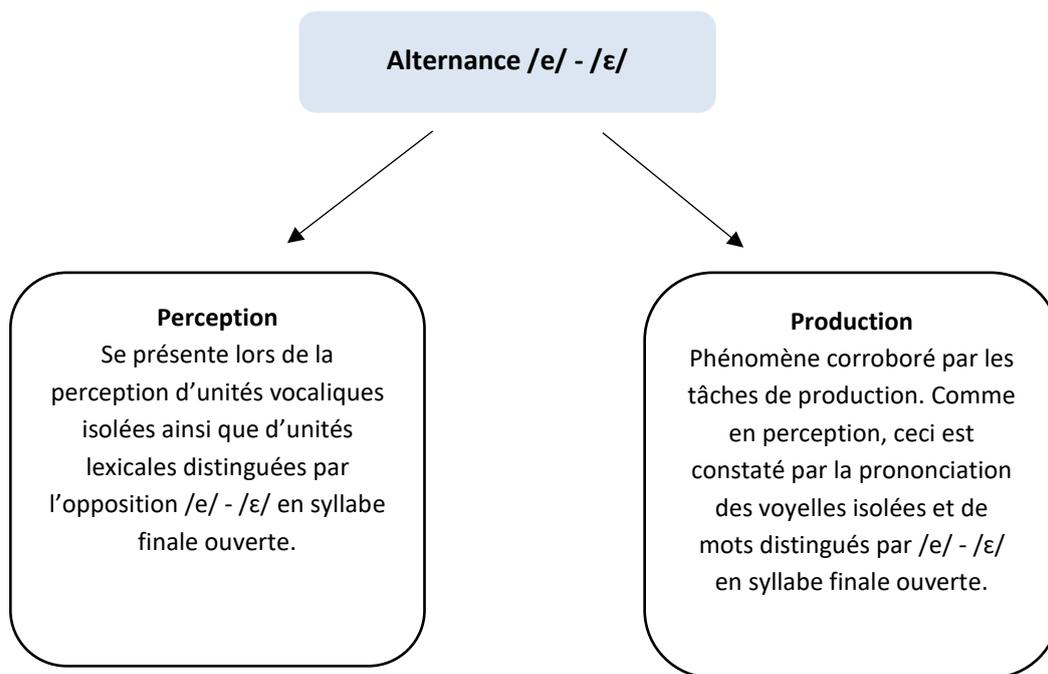 Alternance /e/ - /ɛ/
Perception
Se présente lors de la
perception d’unités vocaliques
isolées ainsi que d’unités
lexicales distinguées par
l’opposition /e/ - /ɛ/ en syllabe
finale ouverte.
Production
Phénomène corroboré par les
tâches de production. Comme
en perception, ceci est
constaté par la prononciation
des voyelles isolées et de
mots distingués par /e/ - /ɛ/
en syllabe finale ouverte.